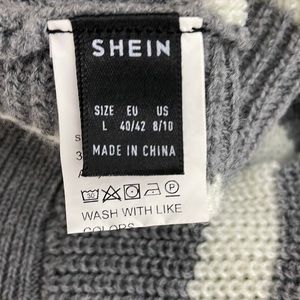 SHEIN
SIZE EU US
L 40/42 8/10
MADE IN CHINA
WASH WITH LIKE
COLORS